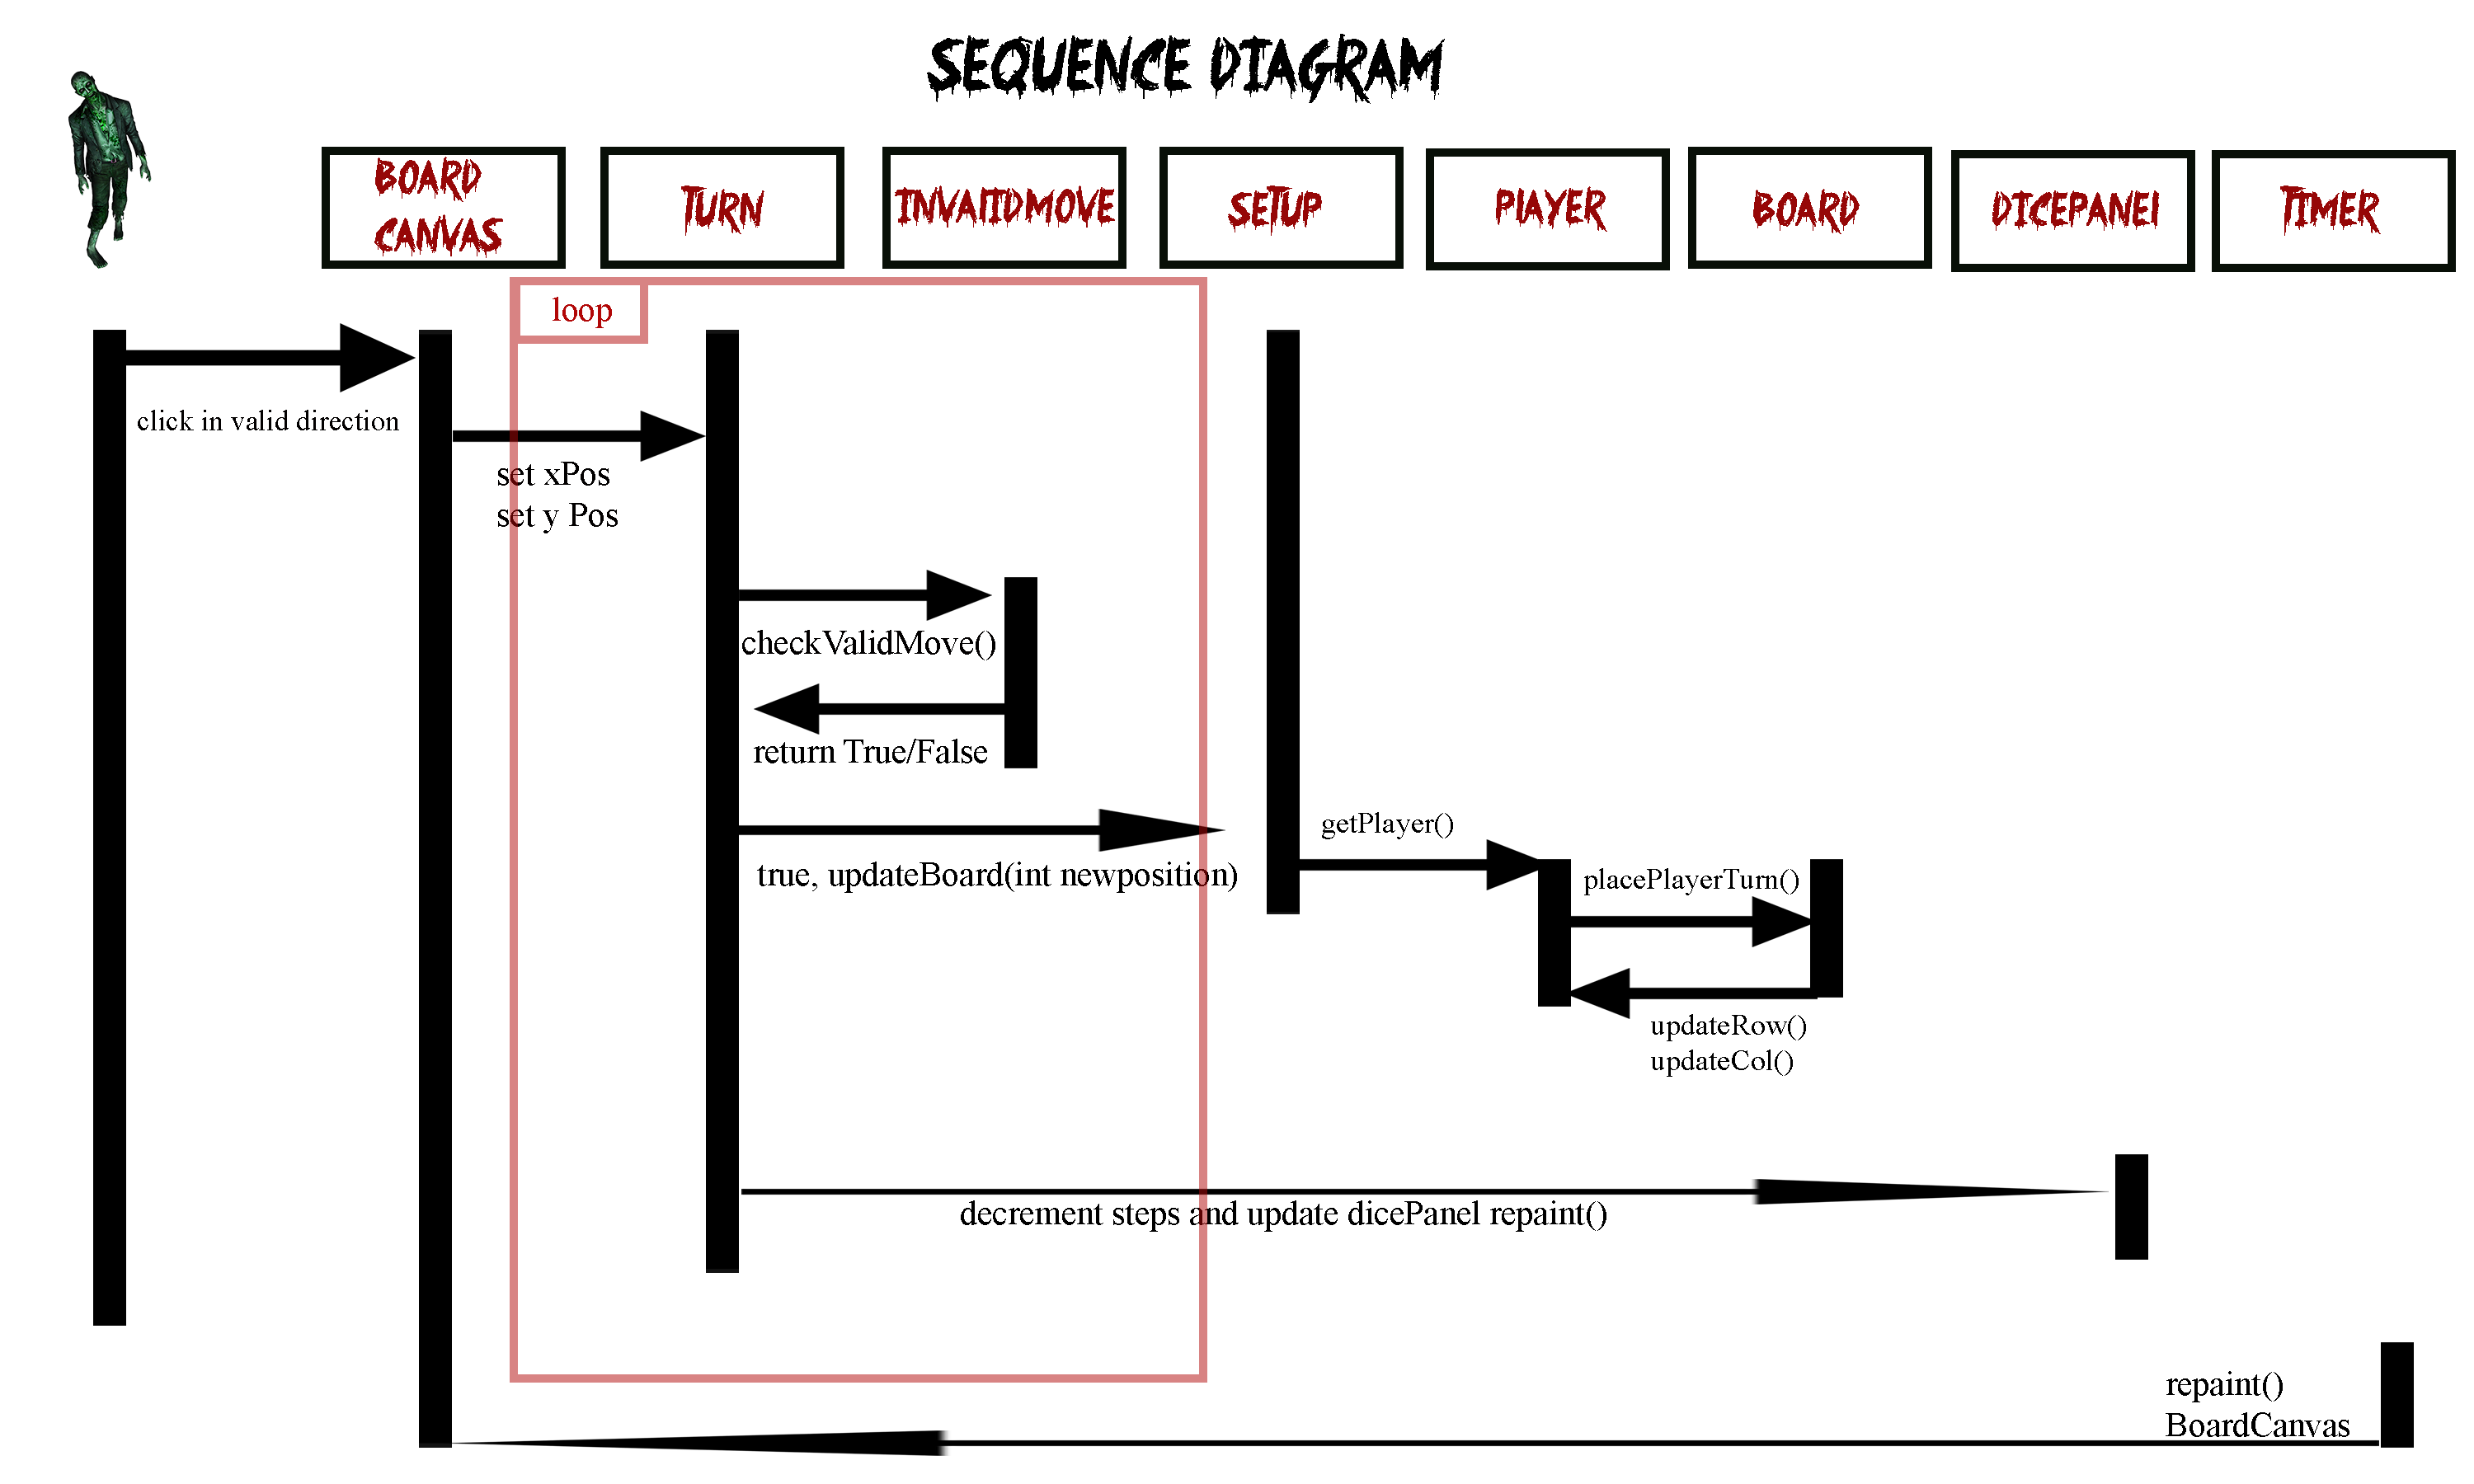 SEQUENCE DIAGRAM
BOARD
CANVAS
TURN
INVALIDMOVE
SETUP
PLAYER
BOARD
DICEPANEL
TIMER
loop
click in valid direction
set xPos
set y Pos
checkValidMove()
return True/False
true, updateBoard(int newposition)
getPlayer()
placePlayerTurn()
updateRow()
updateCol()
decrement steps and update dicePanel repaint()
repaint()
BoardCanvas